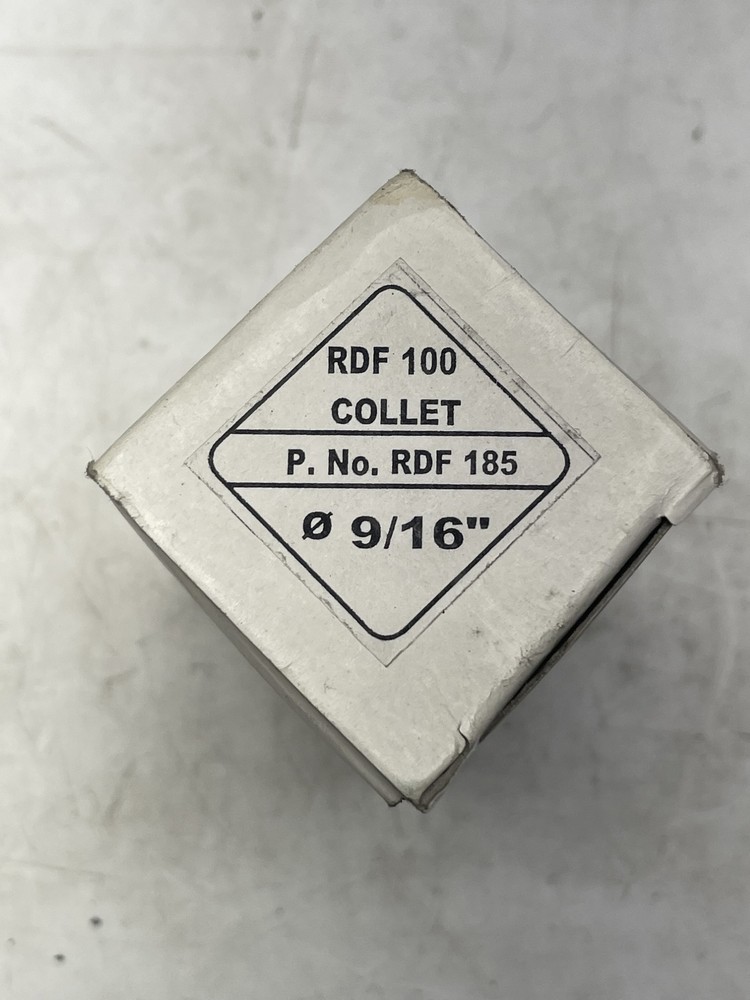 RDF 100
COLLET
P. No. RDF 185
Ø 9/16"